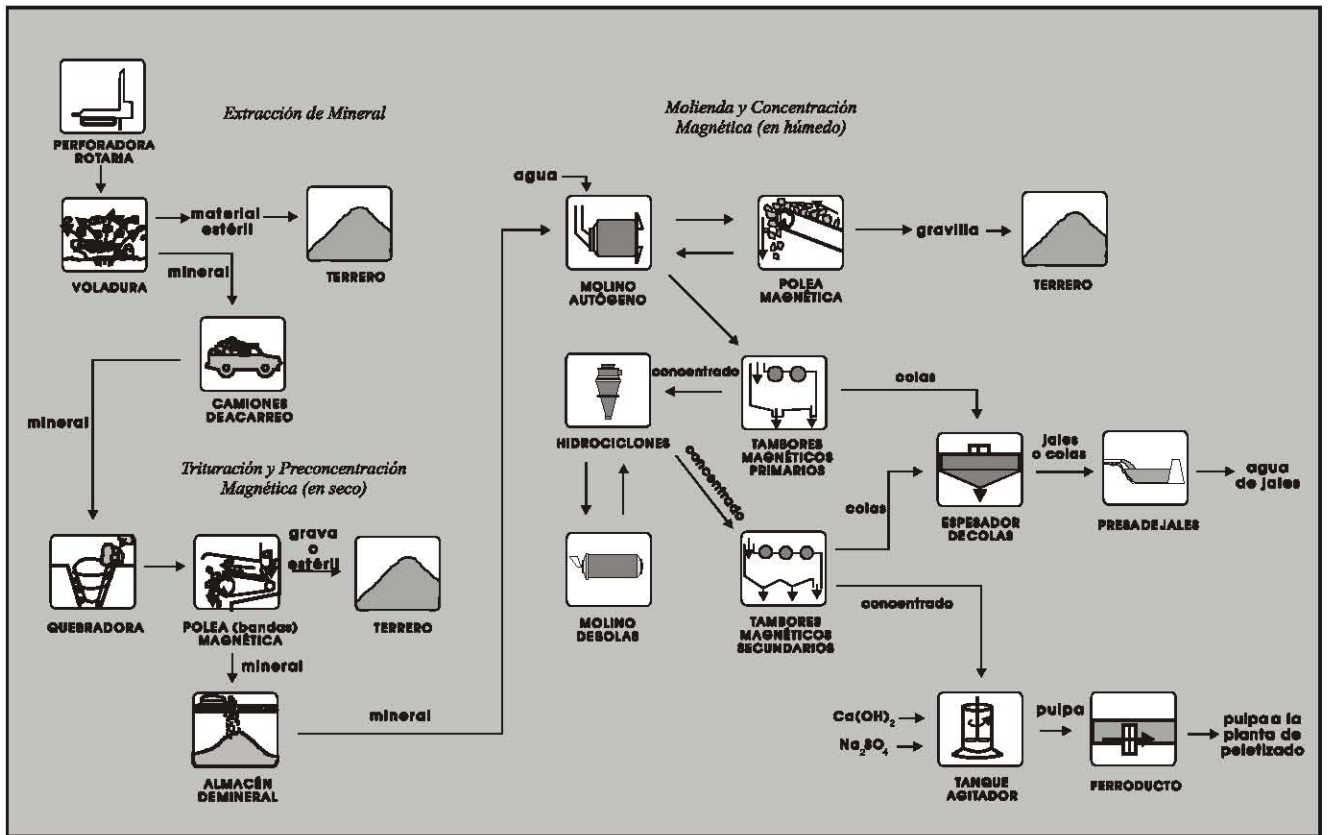 PERFORADORA
ROTARIA
Extracción de Mineral
VOLADURA
material
estéril
TERRERO
mineral
CAMIONES
DEACARREO
mineral
Trituración y Preconcentración
Magnética (en seco)
QUEBRADORA
POLEA (bandas)
MAGNÉTICA
grava
o
estéril
TERRERO
mineral
ALMACÉN
DEMINERAL
mineral
Molienda y Concentración
Magnética (en húmedo)
agua
MOLINO
AUTÓGENO
POLEA
MAGNÉTICA
gravilla
TERRERO
HIDROCICLONES
concentrado
TAMBORES
MAGNÉTICOS
PRIMARIOS
colas
concentrado
MOLINO
DEBOLAS
TAMBORES
MAGNÉTICOS
SECUNDARIOS
colas
ESPESADOR
DECOLAS
jales
o colas
PRESADEJALES
agua
de jales
concentrado
Ca(OH)2
Na2SO4
TANQUE
AGITADOR
pulpa
FERRODUCTO
pulpaa la
planta de
peletizado